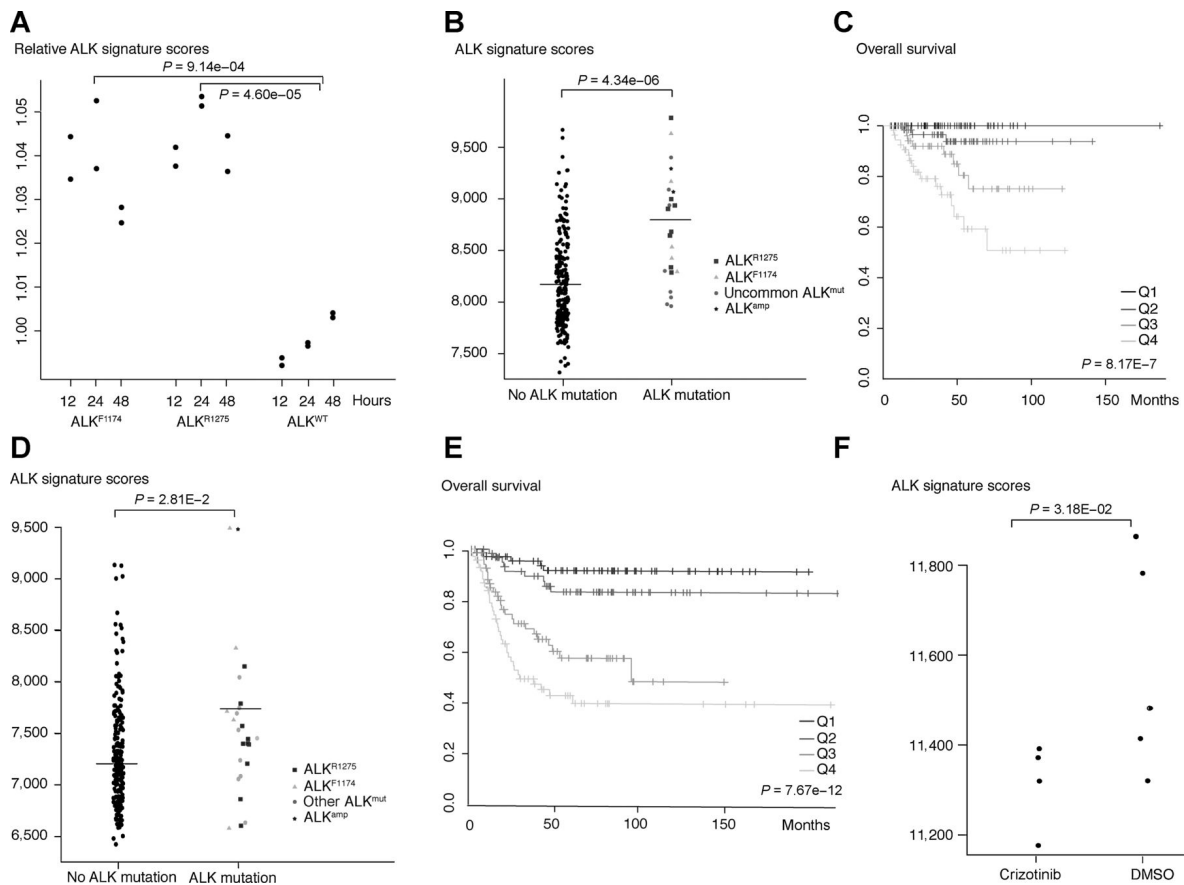 A
Relative ALK signature scores
P = 9.14e–04
P = 4.60e–05
1.05
1.04
1.03
1.02
1.01
1.00
12 24 48 12 24 48 12 24 48 Hours
ALKF1174 ALKR1275 ALKWT
B
ALK signature scores
P = 4.34e–06
9,500
9,000
8,500
8,000
7,500
ALKR1275
ALKF1174
Uncommon ALKmut
ALKamp
No ALK mutation ALK mutation
C
Overall survival
1.0
0.8
0.6
0.4
0.2
0.0
Q1
Q2
Q3
Q4
P = 8.17E–7
0 50 100 150 Months
D
ALK signature scores
P = 2.81E–2
9,500
9,000
8,500
8,000
7,500
7,000
6,500
ALKR1275
ALKF1174
Other ALKmut
ALKamp
No ALK mutation ALK mutation
E
Overall survival
1.0
0.8
0.6
0.4
0.2
0.0
Q1
Q2
Q3
Q4
P = 7.67e–12
0 50 100 150 Months
F
ALK signature scores
P = 3.18E–02
11,800
11,600
11,400
11,200
Crizotinib DMSO